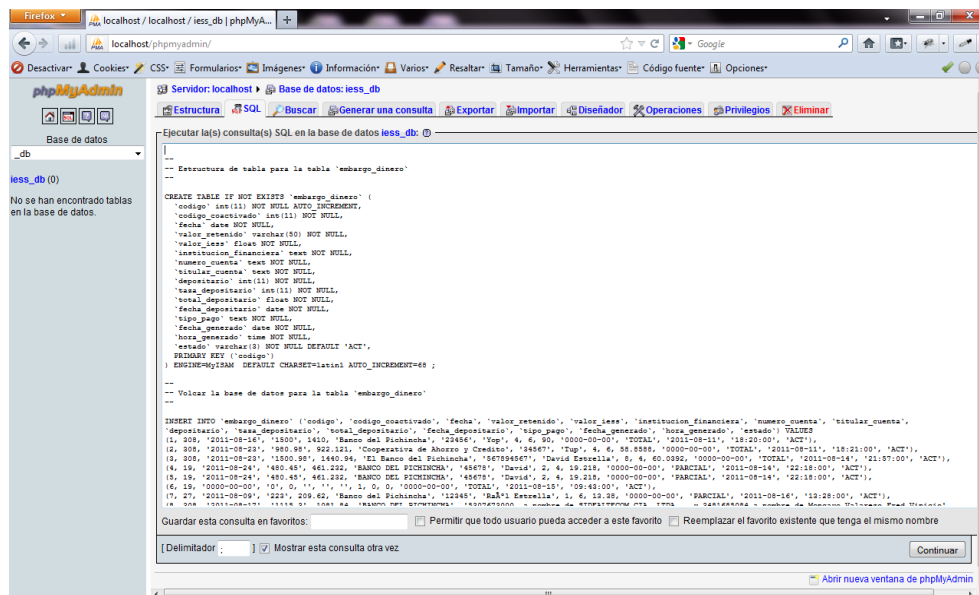 Firefox
localhost / localhost / iess_db | phpMyA...
localhost/phpmyadmin/
Google
Desactivar Cookies CSS Formularios Imágenes Información Varios Resaltar Tamaño Herramientas Código fuente Opciones
phpMyAdmin
Base de datos
_db
iess_db (0)
No se han encontrado tablas
en la base de datos.
Servidor: localhost Base de datos: iess_db
Estructura SQL Buscar Generar una consulta Exportar Importar Diseñador Operaciones Privilegios Eliminar
Ejecutar la(s) consulta(s) SQL en la base de datos iess_db:
--
-- Estructura de tabla para la tabla `embargo_dinero`
--
CREATE TABLE IF NOT EXISTS `embargo_dinero` (
`codigo` int(11) NOT NULL AUTO_INCREMENT,
`codigo_coactivado` int(11) NOT NULL,
`fecha` date NOT NULL,
`valor_retenido` varchar(50) NOT NULL,
`valor_iess` float NOT NULL,
`institucion_financiera` text NOT NULL,
`numero_cuenta` text NOT NULL,
`titular_cuenta` text NOT NULL,
`depositario` int(11) NOT NULL,
`tasa_depositario` int(11) NOT NULL,
`total_depositario` float NOT NULL,
`fecha_depositario` date NOT NULL,
`tipo_pago` text NOT NULL,
`fecha_generado` date NOT NULL,
`hora_generado` time NOT NULL,
`estado` varchar(3) NOT NULL DEFAULT 'ACT',
PRIMARY KEY (`codigo`)
) ENGINE=MyISAM DEFAULT CHARSET=latin1 AUTO_INCREMENT=68 ;
--
-- Volcar la base de datos para la tabla `embargo_dinero`
--
INSERT INTO `embargo_dinero` (`codigo`, `codigo_coactivado`, `fecha`, `valor_retenido`, `valor_iess`, `institucion_financiera`, `numero_cuenta`, `titular_cuenta`,
`depositario`, `tasa_depositario`, `total_depositario`, `fecha_depositario`, `tipo_pago`, `fecha_generado`, `hora_generado`, `estado`) VALUES
(1, 308, '2011-08-16', '1500', 1410, 'Banco del Pichincha', '23456', 'Yop', 4, 6, 90, '0000-00-00', 'TOTAL', '2011-08-11', '18:20:00', 'ACT'),
(2, 308, '2011-08-23', '980.98', 922.121, 'Cooperativa de Ahorro y Credito', '34567', 'Tup', 4, 6, 58.8588, '0000-00-00', 'TOTAL', '2011-08-11', '18:21:00', 'ACT'),
(3, 308, '2011-08-23', '1500.98', 1440.94, 'El Banco del Pichincha', '567894567', 'David Estrella', 8, 4, 60.0392, '0000-00-00', 'TOTAL', '2011-08-14', '21:57:00', 'ACT'),
(4, 19, '2011-08-24', '480.45', 461.232, 'BANCO DEL PICHINCHA', '45678', 'David', 2, 4, 19.218, '0000-00-00', 'PARCIAL', '2011-08-14', '22:18:00', 'ACT'),
(5, 19, '2011-08-24', '480.45', 461.232, 'BANCO DEL PICHINCHA', '45678', 'David', 2, 4, 19.218, '0000-00-00', 'PARCIAL', '2011-08-14', '22:18:00', 'ACT'),
(6, 19, '0000-00-00', '0', 0, '', '', '', 1, 0, 0, '0000-00-00', 'TOTAL', '2011-08-15', '09:43:00', 'ACT'),
(7, 27, '2011-08-09', '223', 209.62, 'Banco del Pichincha', '12345', 'RaÃºl Estrella', 1, 6, 13.38, '0000-00-00', 'PARCIAL', '2011-08-16', '13:28:00', 'ACT'),
Guardar esta consulta en favoritos: Permitir que todo usuario pueda acceder a este favorito Reemplazar el favorito existente que tenga el mismo nombre
[ Delimitador ; ] Mostrar esta consulta otra vez Continuar
Abrir nueva ventana de phpMyAdmin